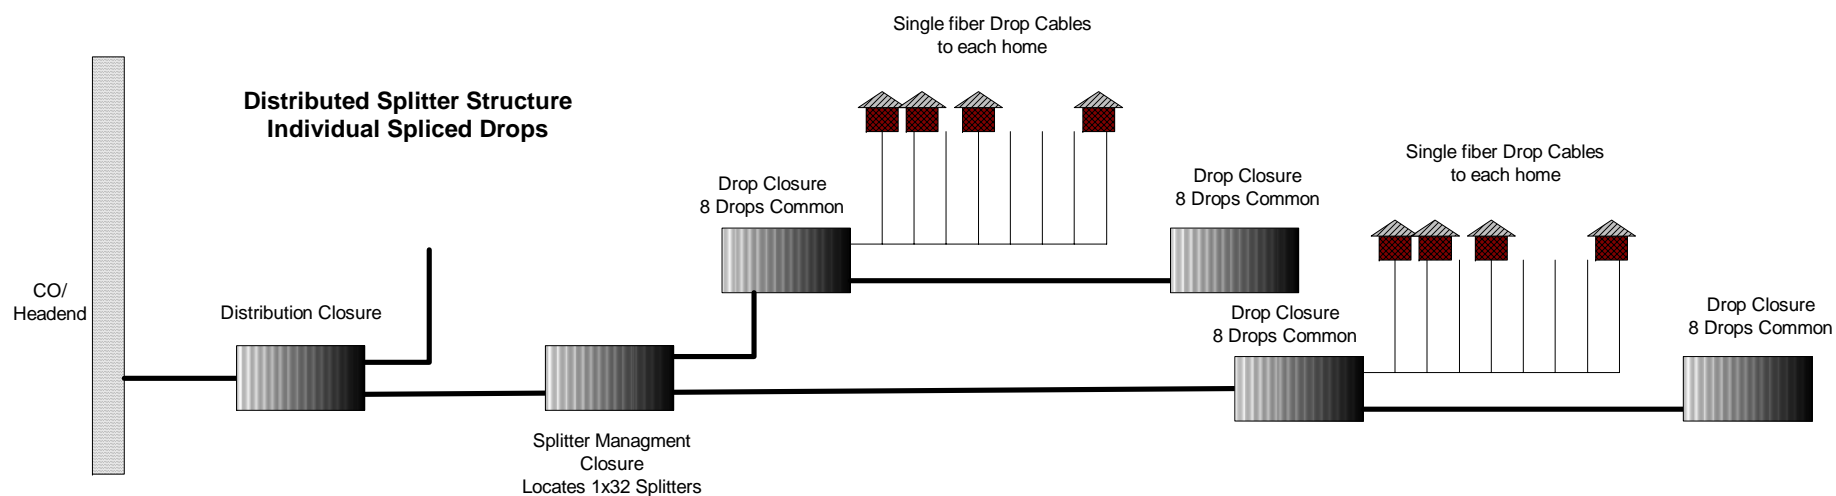 Single fiber Drop Cables
to each home
Distributed Splitter Structure
Individual Spliced Drops
Single fiber Drop Cables
to each home
Drop Closure
8 Drops Common
Drop Closure
8 Drops Common
CO/
Headend
Distribution Closure
Drop Closure
8 Drops Common
Drop Closure
8 Drops Common
Splitter Managment
Closure
Locates 1x32 Splitters